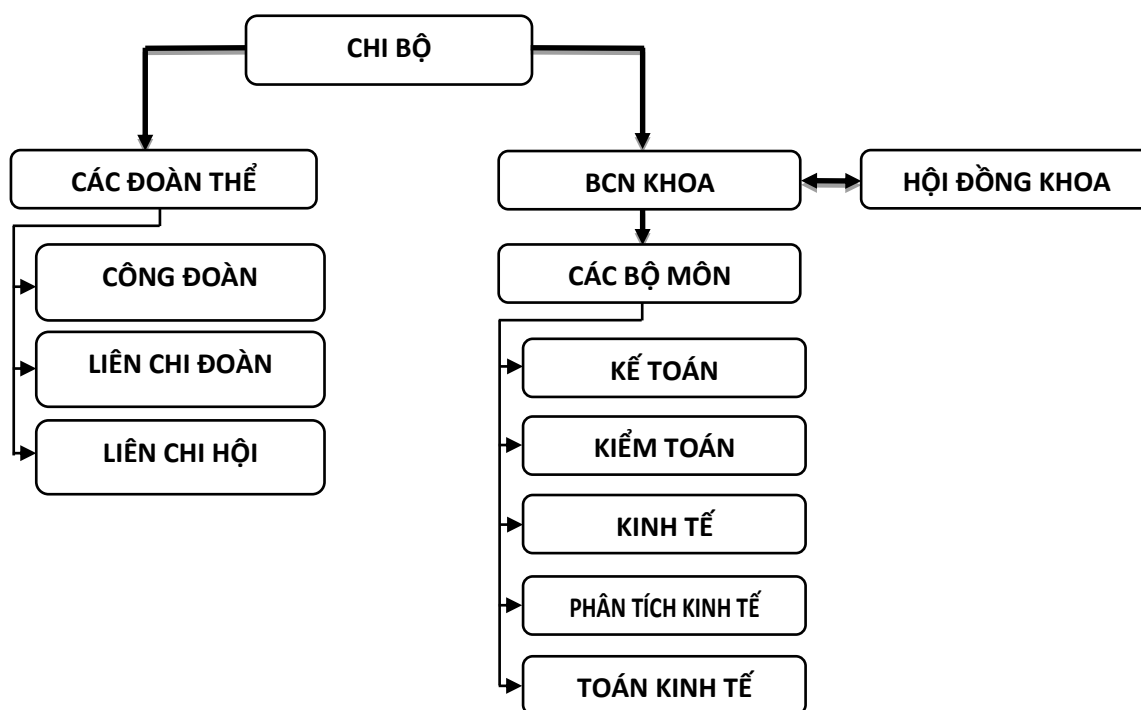 CHI BỘ
CÁC ĐOÀN THỂ
BCN KHOA
HỘI ĐỒNG KHOA
CÔNG ĐOÀN
LIÊN CHI ĐOÀN
LIÊN CHI HỘI
CÁC BỘ MÔN
KẾ TOÁN
KIỂM TOÁN
KINH TẾ
PHÂN TÍCH KINH TẾ
TOÁN KINH TẾ